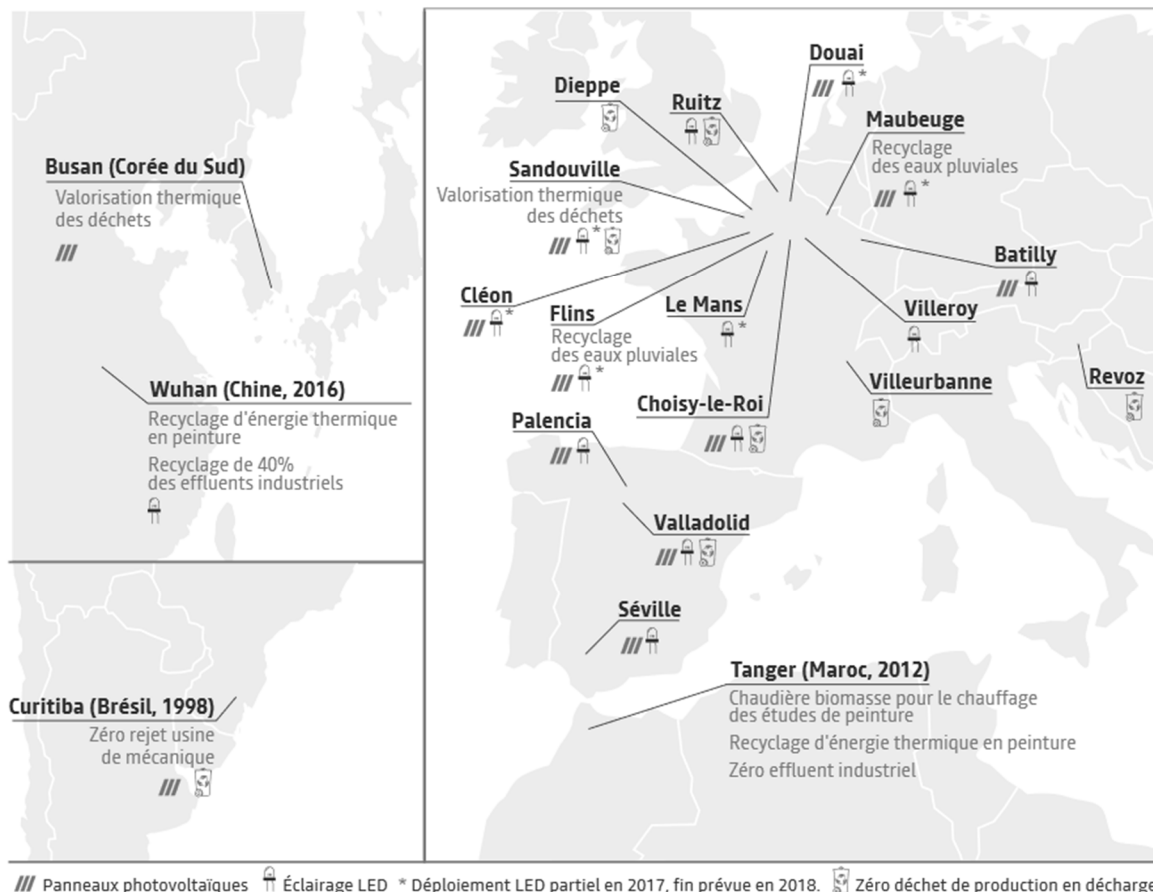 Busan (Corée du Sud)
Valorisation thermique
des déchets
Wuhan (Chine, 2016)
Recyclage d'énergie thermique
en peinture
Recyclage de 40%
des effluents industriels
Curitiba (Brésil, 1998)
Zéro rejet usine
de mécanique
Douai
*
Dieppe
Ruitz
Maubeuge
Recyclage
des eaux pluviales
*
Sandouville
Valorisation thermique
des déchets
*
Batilly
Cléon
*
Flins
Recyclage
des eaux pluviales
*
Le Mans
*
Villeroy
Villeurbanne
Revoz
Choisy-le-Roi
Palencia
Valladolid
Séville
Tanger (Maroc, 2012)
Chaudière biomasse pour le chauffage
des études de peinture
Recyclage d'énergie thermique en peinture
Zéro effluent industriel
Panneaux photovoltaïques Éclairage LED * Déploiement LED partiel en 2017, fin prévue en 2018. Zéro déchet de production en décharge